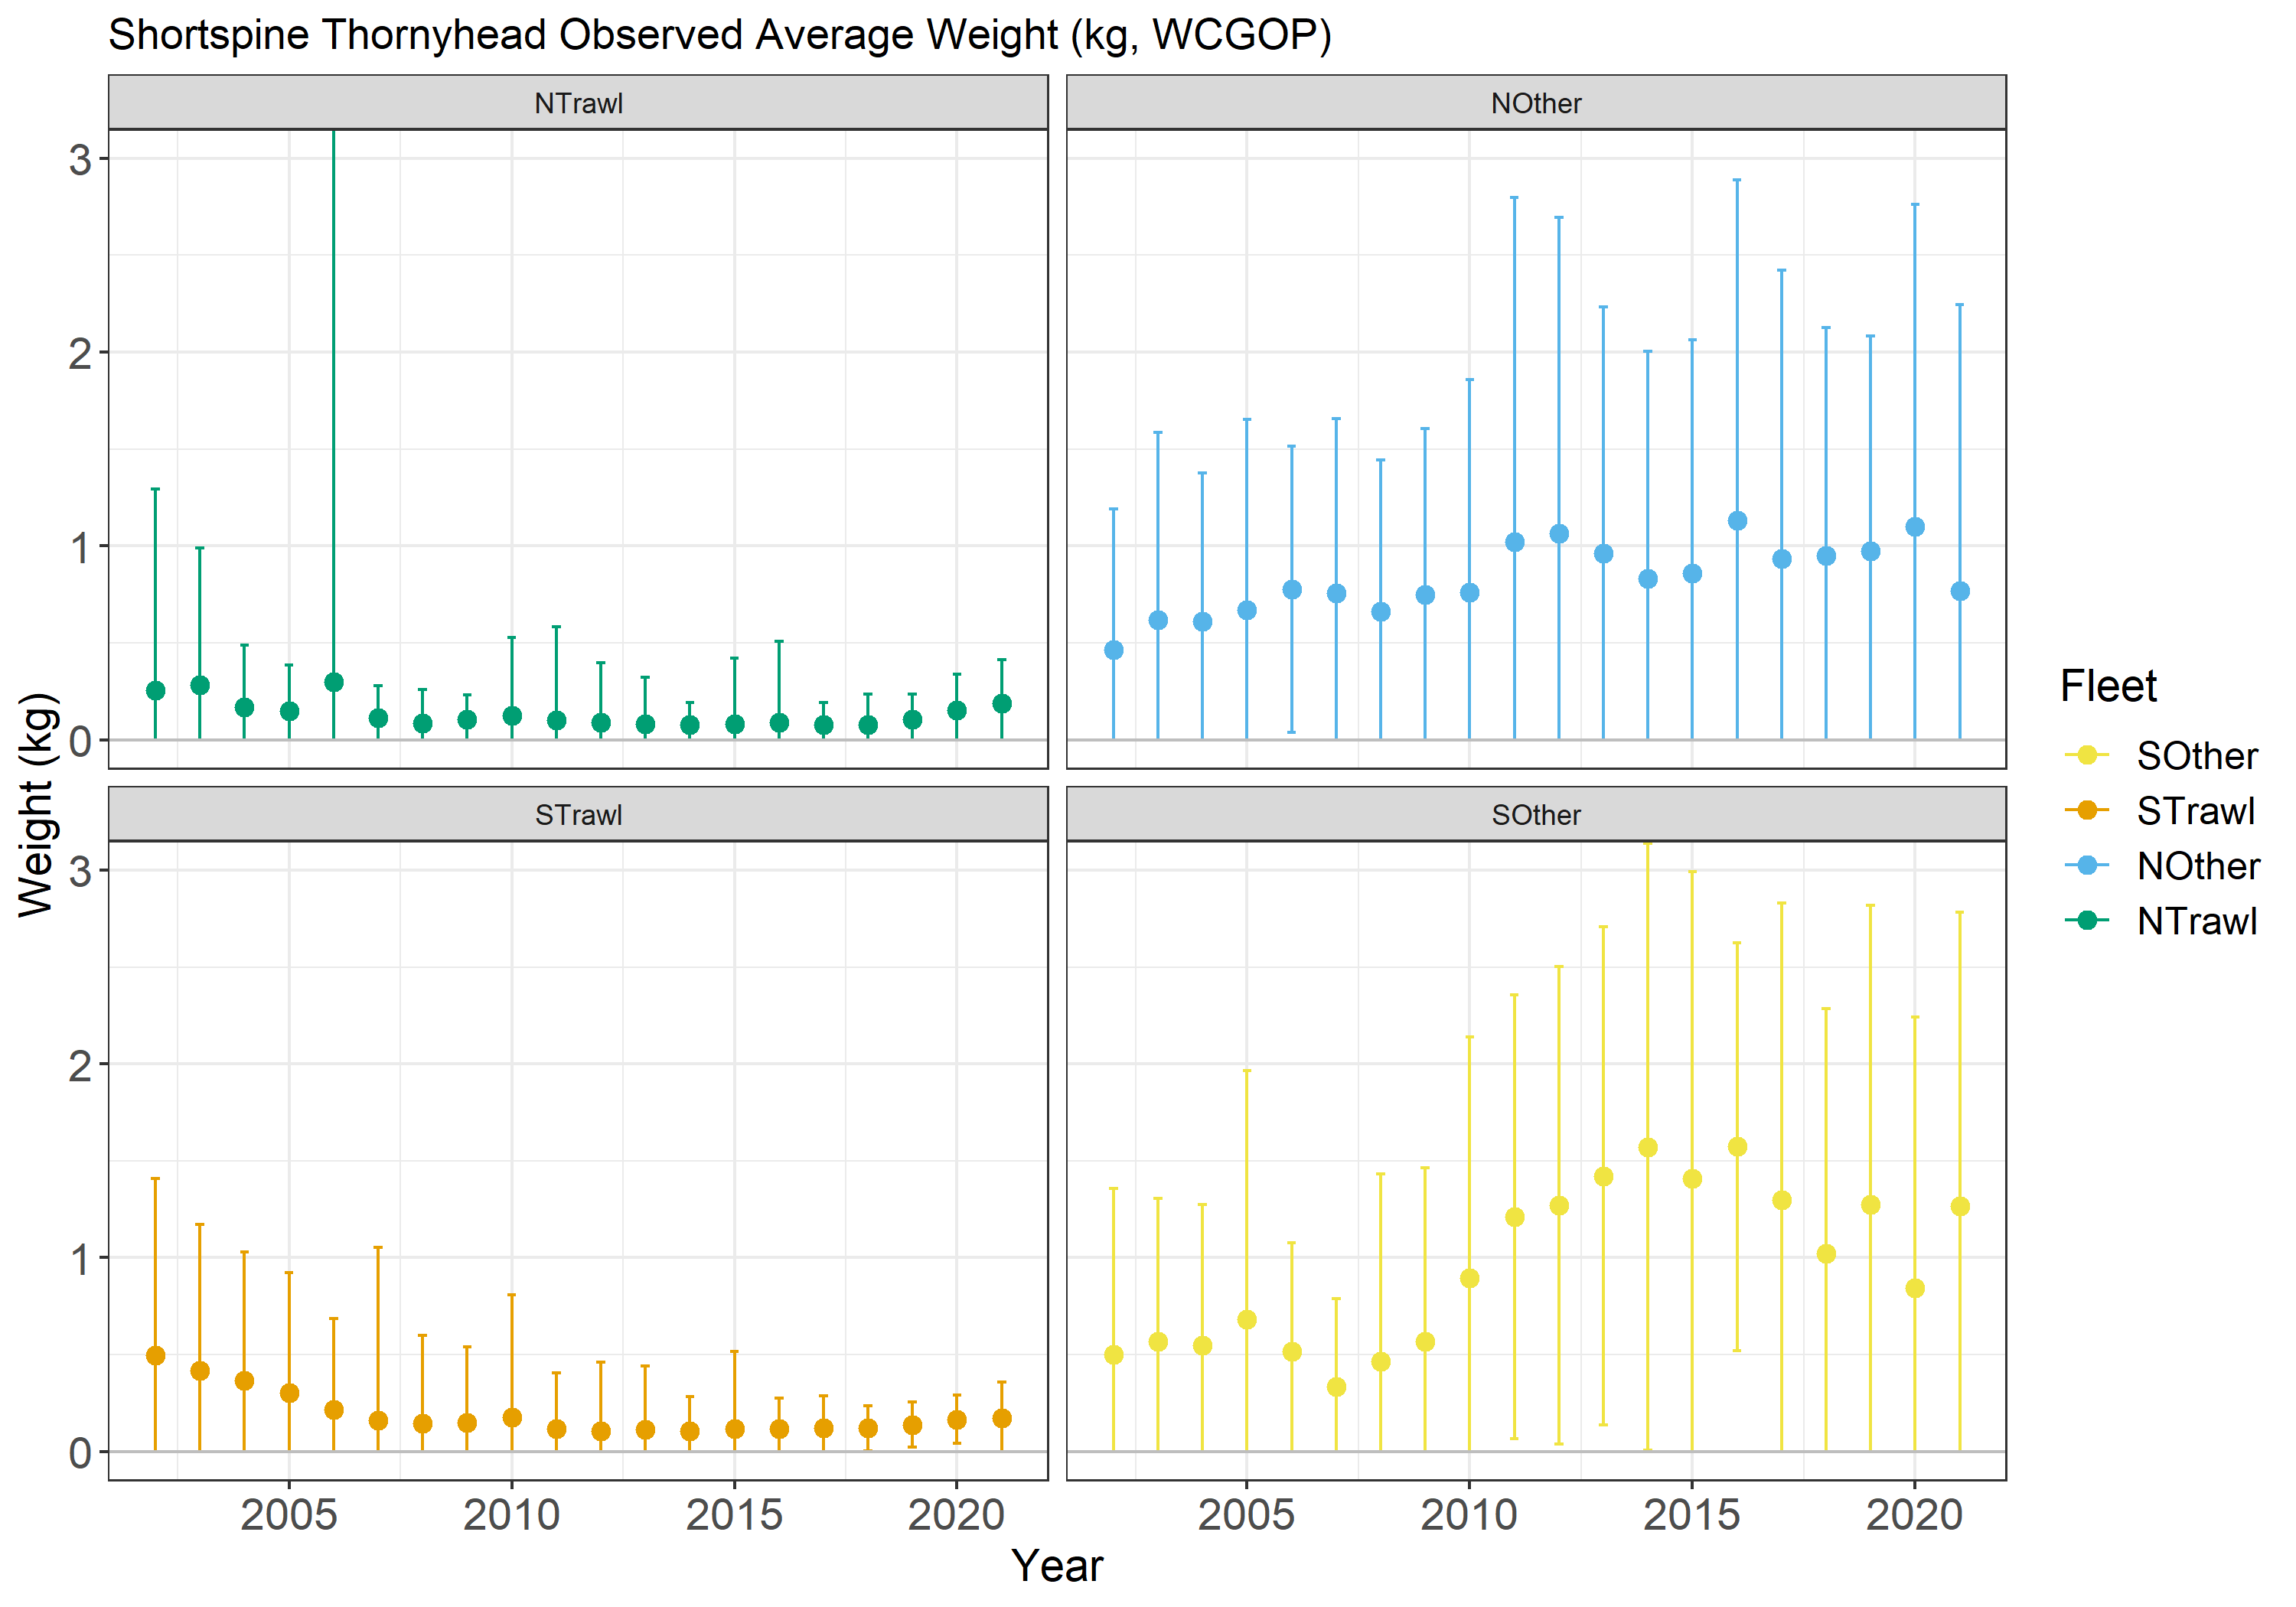 Shortspine Thornyhead Observed Average Weight (kg, WCGOP)
NTrawl
NOther
3
2
1
0
STrawl
SOther
3
2
1
0
Weight (kg)
2005
2010
2015
2020
2005
2010
2015
2020
Year
Fleet
SOther
STrawl
NOther
NTrawl